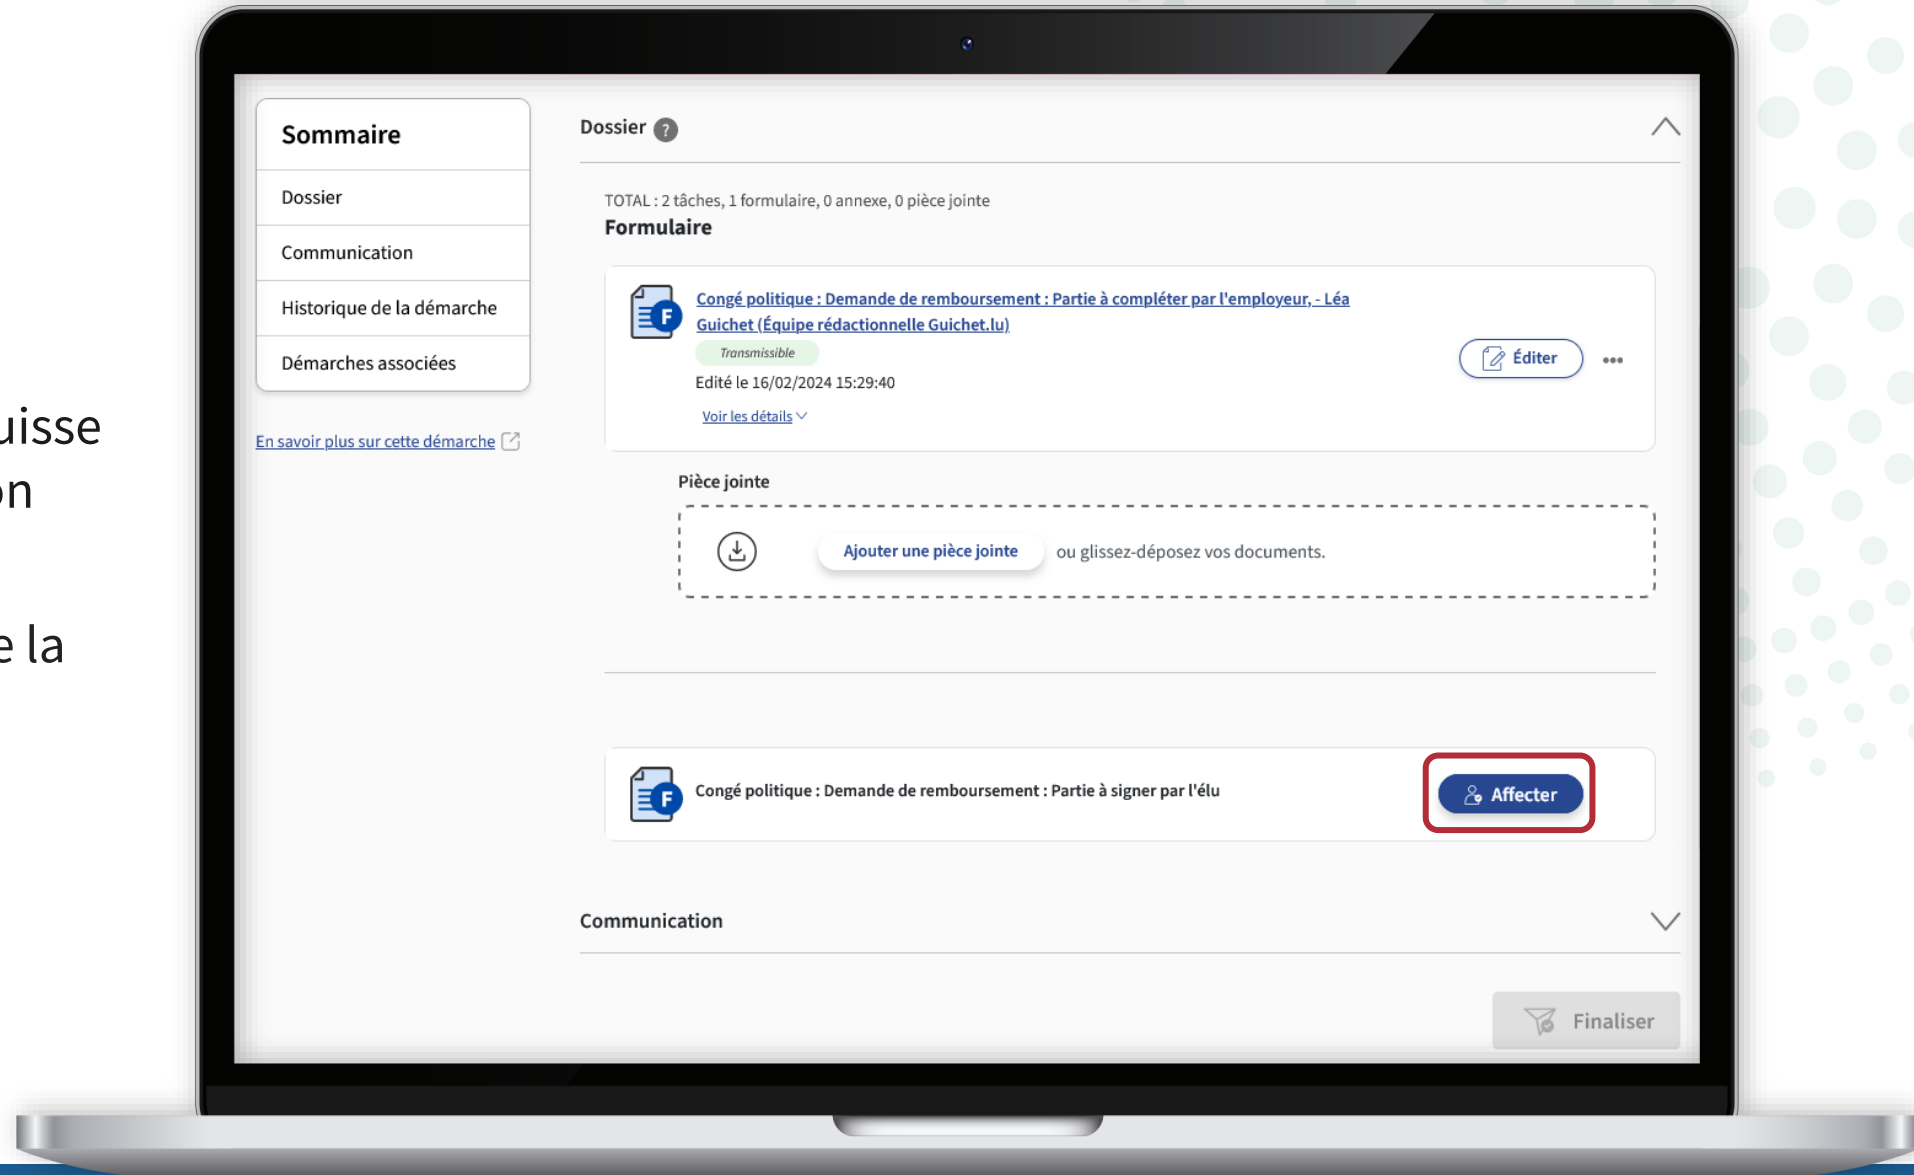 on
e la
Sommaire
Dossier
Communication
Historique de la démarche
Démarches associées
En savoir plus sur cette démarche
Dossier ?
TOTAL : 2 tâches, 1 formulaire, 0 annexe, 0 pièce jointe
Formulaire
F
Congé politique : Demande de remboursement : Partie à compléter par l'employeur, - Léa
Guichet (Équipe rédactionnelle Guichet.lu)
Transmissible
Edité le 16/02/2024 15:29:40
Voir les détails
Éditer
Pièce jointe
Ajouter une pièce jointe ou glissez-déposez vos documents.
F
Congé politique : Demande de remboursement : Partie à signer par l'élu
Affecter
Communication
Finaliser